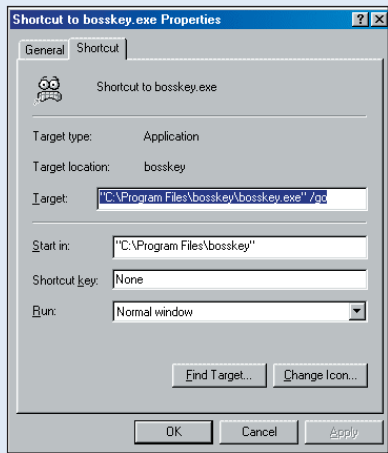 Shortcut to bosskey.exe Properties
General Shortcut
Shortcut to bosskey.exe
Target type: Application
Target location: bosskey
Target: "C:\Program Files\bosskey\bosskey.exe" /go
Start in: "C:\Program Files\bosskey"
Shortcut key: None
Run: Normal window
Find Target... Change Icon...
OK Cancel Apply